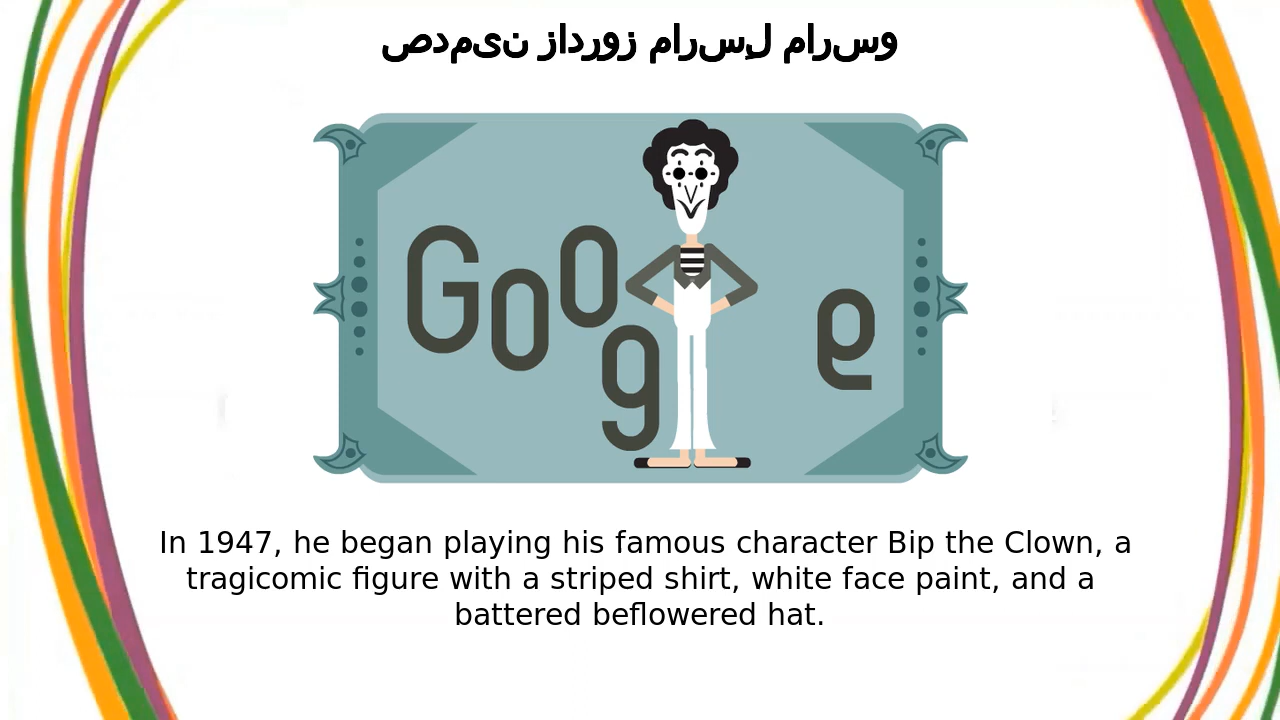 وسرام لِسرام زورداز نیمدص
Google
In 1947, he began playing his famous character Bip the Clown, a
tragicomic figure with a striped shirt, white face paint, and a
battered beflowered hat.